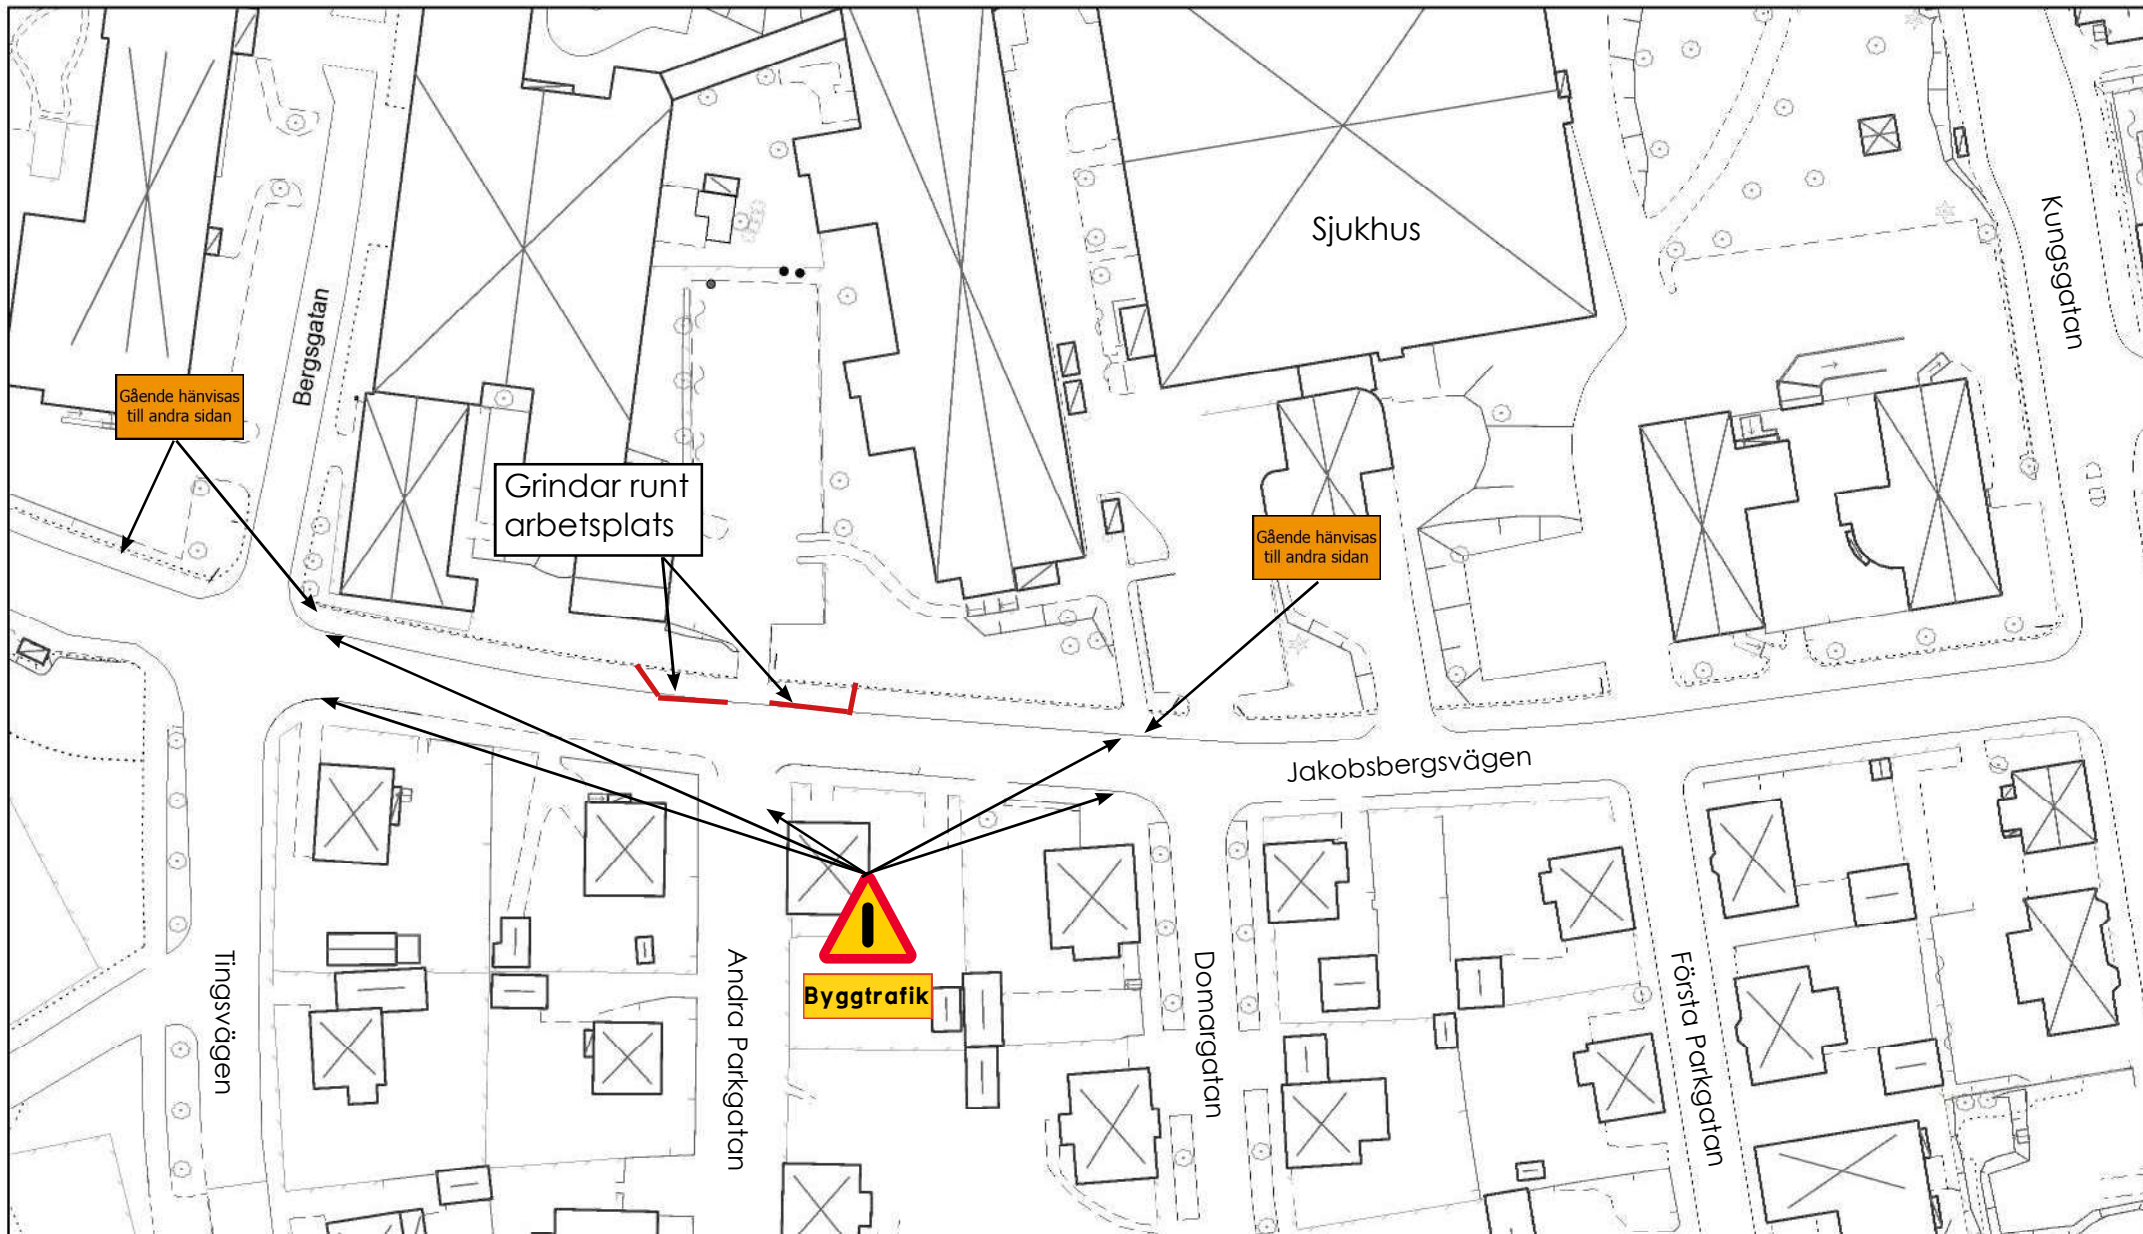 Sjukhus
Kungsgatan
Bergsgatan
Gående hänvisas
till andra sidan
Grindar runt
arbetsplats
Gående hänvisas
till andra sidan
Jakobsbergsvägen
Byggtrafik
Tingsvägen
Andra Parkgatan
Domargatan
Första Parkgatan